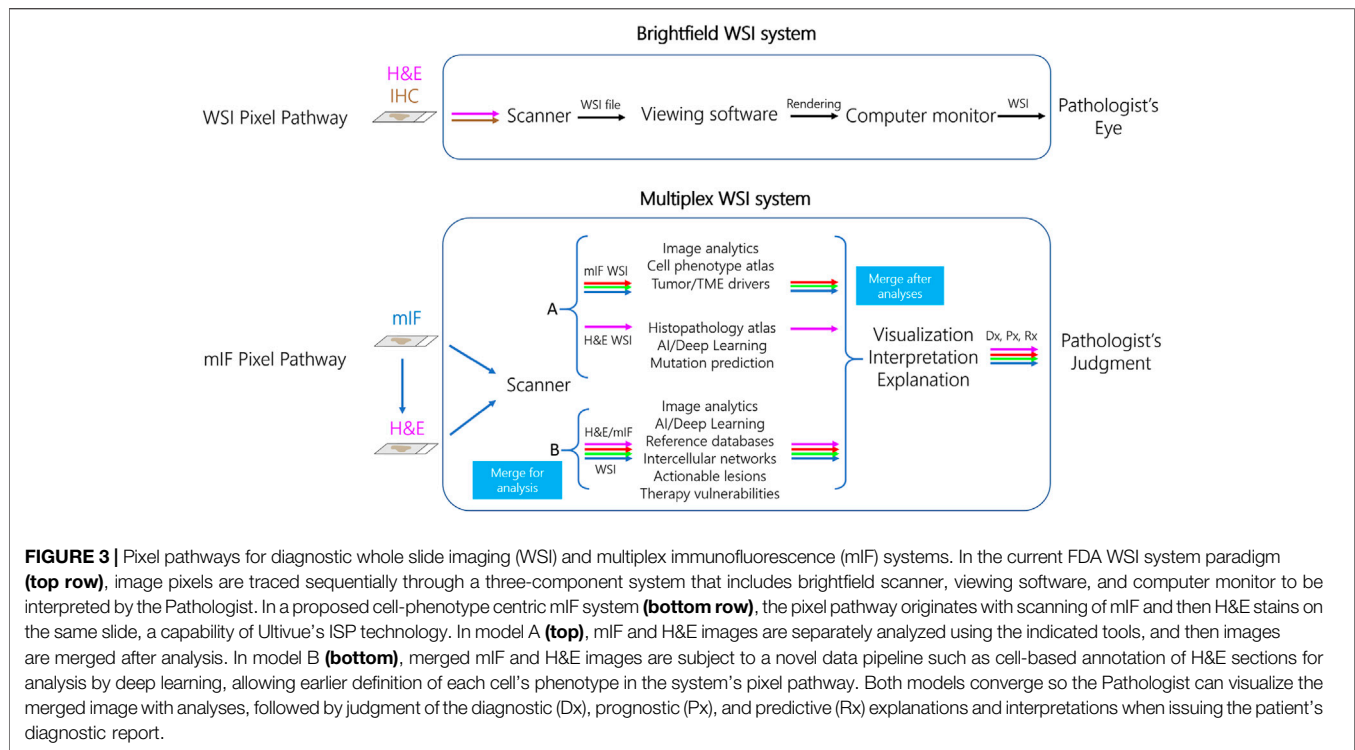 Brightfield WSI system
H&E
IHC
WSI Pixel Pathway
Scanner
WSI file
Viewing software
Rendering
Computer monitor
WSI
Pathologist's
Eye
Multiplex WSI system
mIF Pixel Pathway
mIF
H&E
Scanner
A
mIF WSI
Image analytics
Cell phenotype atlas
Tumor/TME drivers
H&E WSI
Histopathology atlas
AI/Deep Learning
Mutation prediction
Merge after
analyses
B
Merge for
analysis
H&E/mIF
WSI
Image analytics
AI/Deep Learning
Reference databases
Intercellular networks
Actionable lesions
Therapy vulnerabilities
Visualization
Interpretation
Explanation
Dx, Px, Rx
Pathologist's
Judgment
FIGURE 3 | Pixel pathways for diagnostic whole slide imaging (WSI) and multiplex immunofluorescence (mIF) systems. In the current FDA WSI system paradigm
(top row), image pixels are traced sequentially through a three-component system that includes brightfield scanner, viewing software, and computer monitor to be
interpreted by the Pathologist. In a proposed cell-phenotype centric mIF system (bottom row), the pixel pathway originates with scanning of mIF and then H&E stains on
the same slide, a capability of Ultivue's ISP technology. In model A (top), mIF and H&E images are separately analyzed using the indicated tools, and then images
are merged after analysis. In model B (bottom), merged mIF and H&E images are subject to a novel data pipeline such as cell-based annotation of H&E sections for
analysis by deep learning, allowing earlier definition of each cell's phenotype in the system's pixel pathway. Both models converge so the Pathologist can visualize the
merged image with analyses, followed by judgment of the diagnostic (Dx), prognostic (Px), and predictive (Rx) explanations and interpretations when issuing the patient's
diagnostic report.